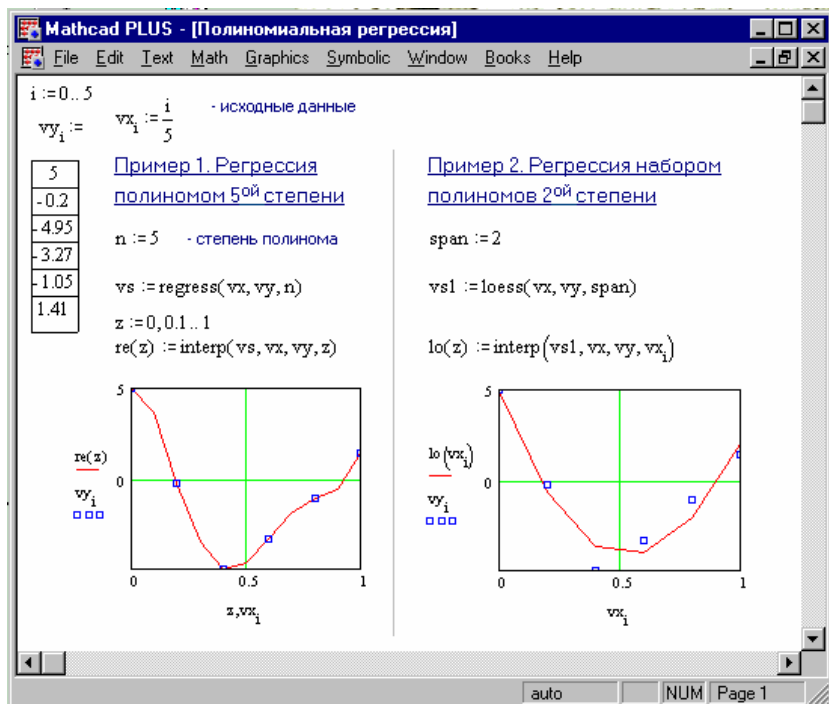 Mathcad PLUS - [Полиномиальная регрессия]
File Edit Text Math Graphics Symbolic Window Books Help
i := 0.. 5
vy_i :=
vx_i := i/5
- исходные данные
5
-0.2
-4.95
-3.27
-1.05
1.41
Пример 1. Регрессия
полиномом 5ой степени
n := 5 - степень полинома
vs := regress(vx, vy, n)
z := 0, 0.1.. 1
re(z) := interp(vs, vx, vy, z)
5
0
re(z)
vy_i
0 0.5 1
z,vx_i
Пример 2. Регрессия набором
полиномов 2ой степени
span := 2
vs1 := loess(vx, vy, span)
lo(z) := interp(vs1, vx, vy, vx_i)
5
0
lo(vx_i)
vy_i
0 0.5 1
vx_i
auto NUM Page 1